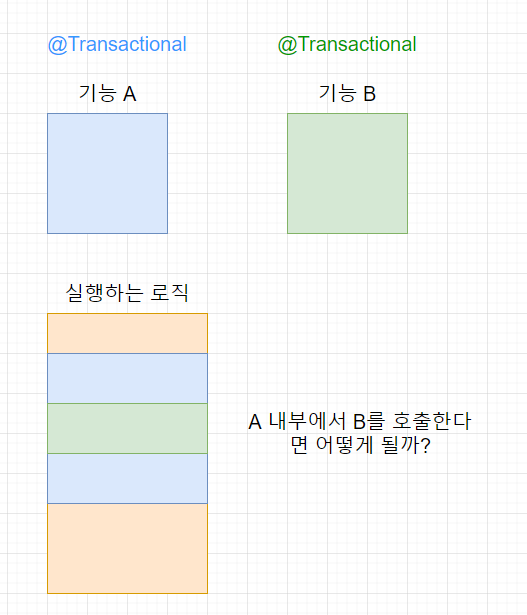 @Transactional
@Transactional
기능 A
기능 B
실행하는 로직
A 내부에서 B를 호출한다
면 어떻게 될까?